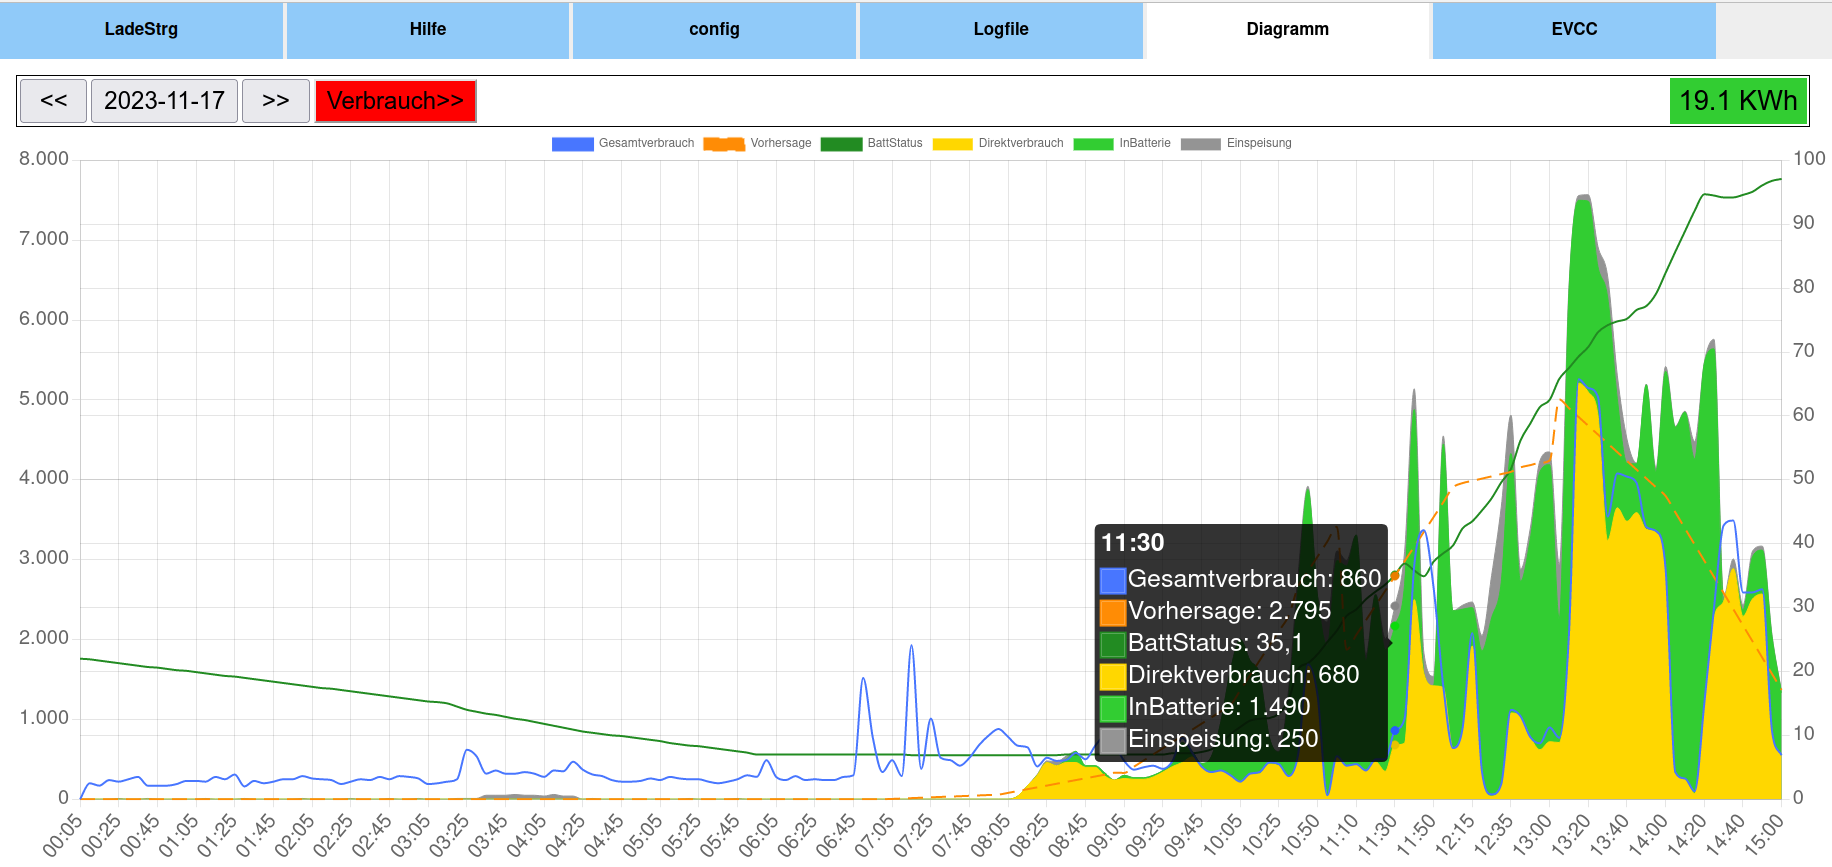 LadeStrg Hilfe config Logfile Diagramm EVCC
<< 2023-11-17 >> Verbrauch>> 19.1 KWh
Gesamtverbrauch Vorhersage BattStatus Direktverbrauch InBatterie Einspeisung
8.000 100
90
7.000
80
6.000
70
5.000
60
4.000 50
3.000 40
30
2.000
20
1.000
10
0 0
11:30
Gesamtverbrauch: 860
Vorhersage: 2.795
BattStatus: 35,1
Direktverbrauch: 680
InBatterie: 1.490
Einspeisung: 250
00:05 00:25 00:45 01:05 01:25 01:45 02:05 02:25 02:45 03:05 03:25 03:45 04:05 04:25 04:45 05:05 05:25 05:45 06:05 06:25 06:45 07:05 07:25 07:45 08:05 08:25 08:45 09:05 09:25 09:45 10:05 10:25 10:50 11:10 11:30 11:50 12:15 12:35 13:00 13:20 13:40 14:00 14:20 14:40 15:00